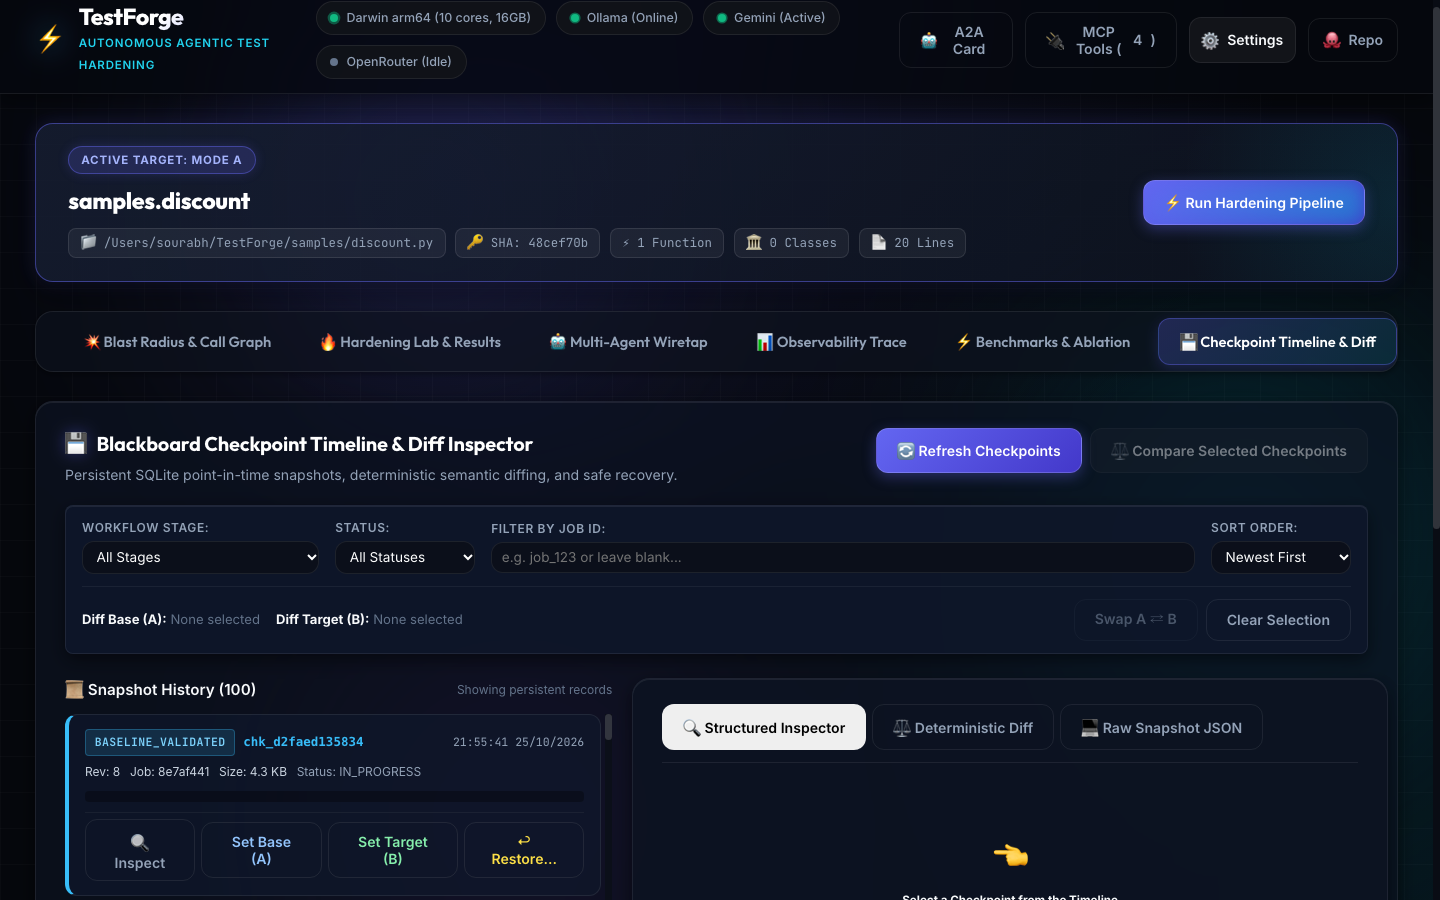 TestForge
AUTONOMOUS AGENTIC TEST
HARDENING
Darwin arm64 (10 cores, 16GB)
Ollama (Online)
Gemini (Active)
OpenRouter (Idle)
A2A
Card
MCP
Tools ( 4 )
Settings
Repo
ACTIVE TARGET: MODE A
samples.discount
/Users/sourabh/TestForge/samples/discount.py
SHA: 48cef70b
1 Function
0 Classes
20 Lines
Run Hardening Pipeline
Blast Radius & Call Graph
Hardening Lab & Results
Multi-Agent Wiretap
Observability Trace
Benchmarks & Ablation
Checkpoint Timeline & Diff
Blackboard Checkpoint Timeline & Diff Inspector
Persistent SQLite point-in-time snapshots, deterministic semantic diffing, and safe recovery.
Refresh Checkpoints
Compare Selected Checkpoints
WORKFLOW STAGE:
All Stages
STATUS:
All Statuses
FILTER BY JOB ID:
e.g. job_123 or leave blank...
SORT ORDER:
Newest First
Diff Base (A): None selected
Diff Target (B): None selected
Swap A ⇄ B
Clear Selection
Snapshot History (100)
Showing persistent records
BASELINE_VALIDATED
chk_d2faed135834
21:55:41 25/10/2026
Rev: 8 Job: 8e7af441 Size: 4.3 KB Status: IN_PROGRESS
Inspect
Set Base
(A)
Set Target
(B)
↩
Restore...
Structured Inspector
Deterministic Diff
Raw Snapshot JSON
Select a Checkpoint from the Timeline